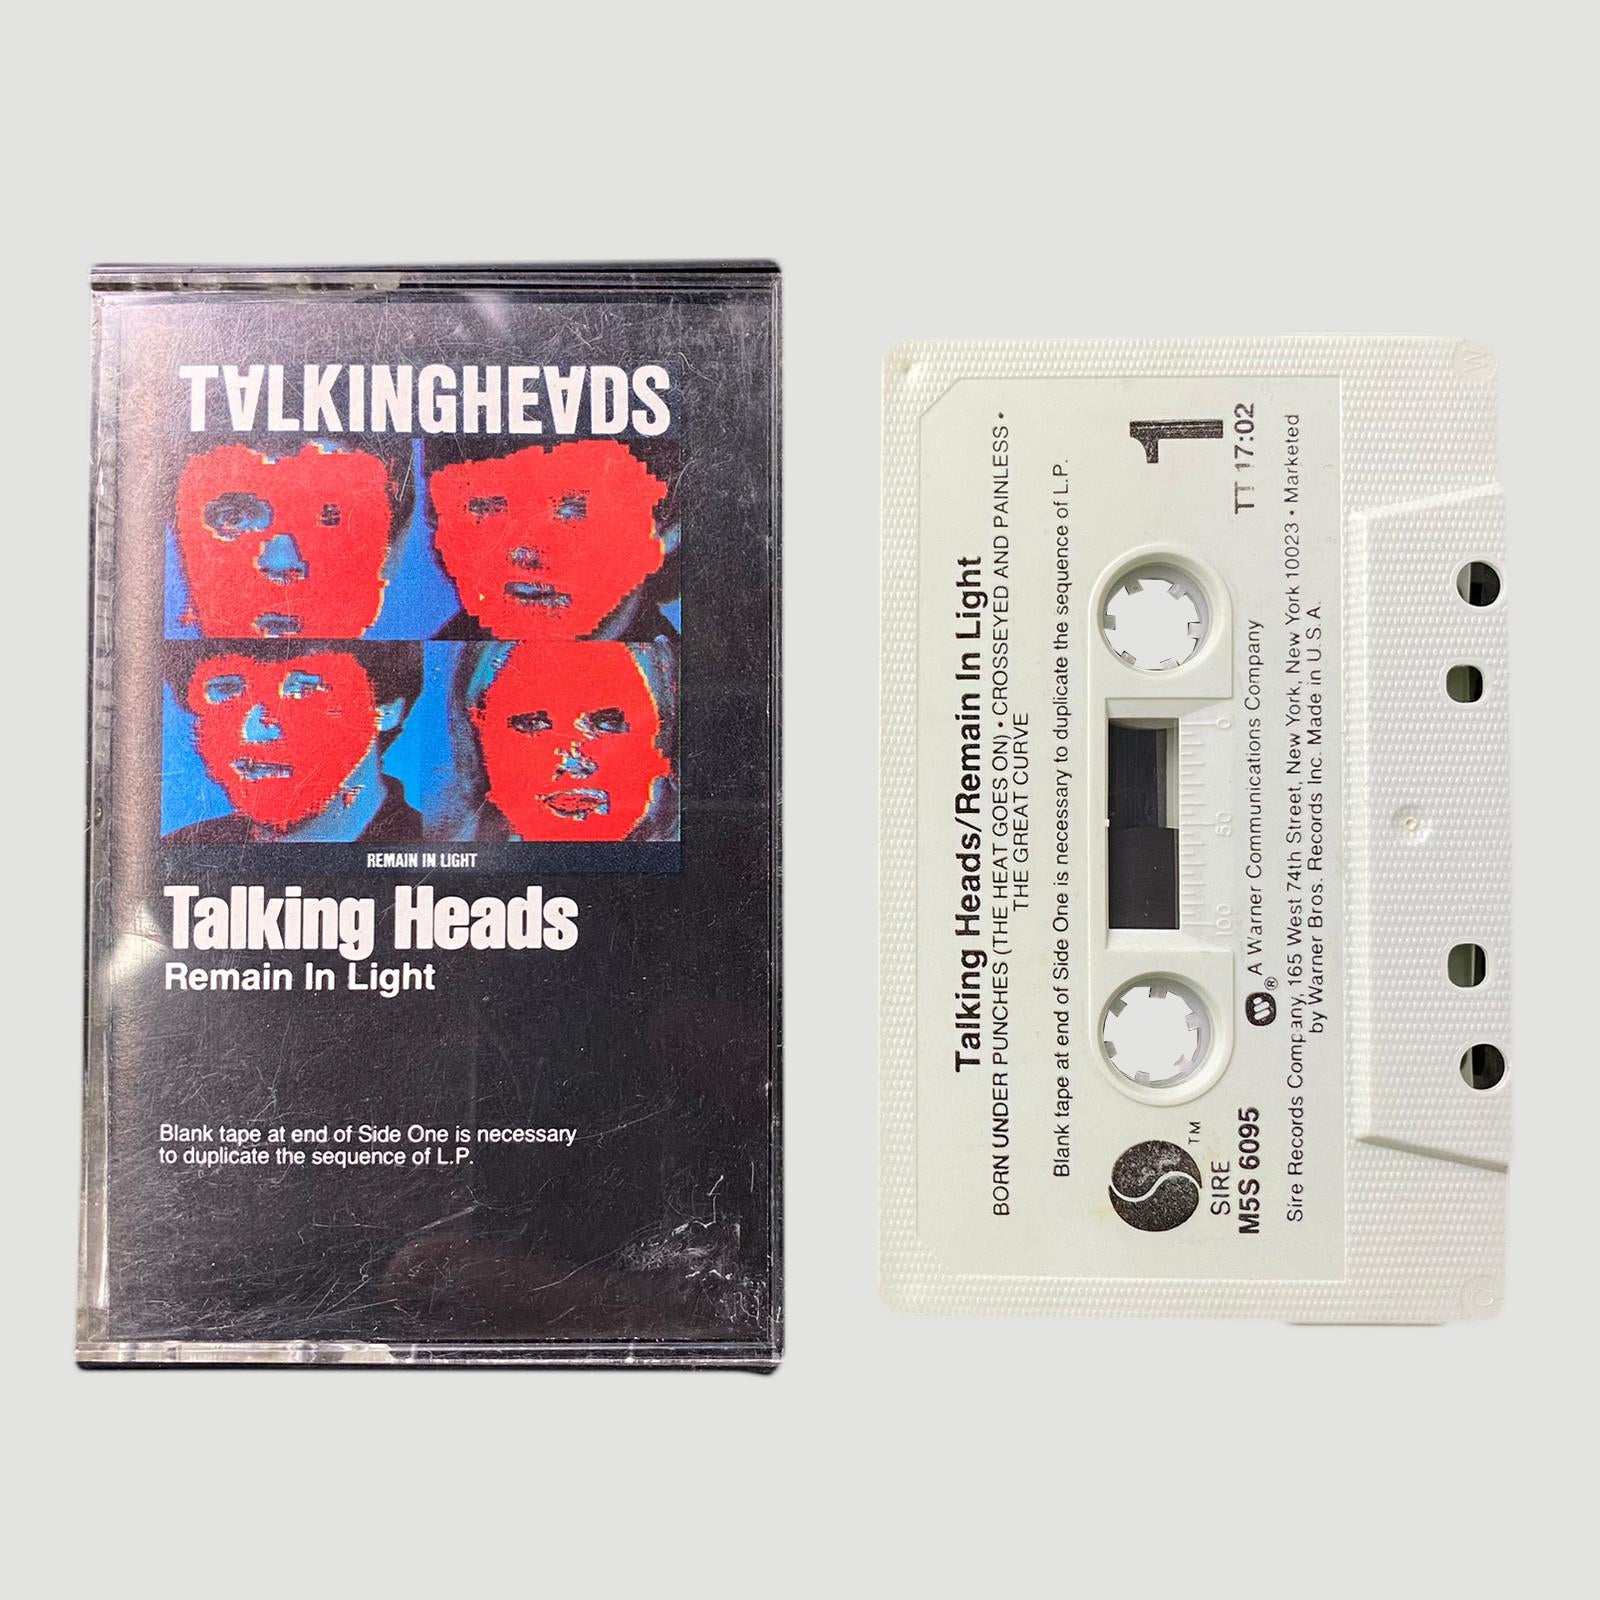 TALKINGHEADS
REMAIN IN LIGHT
Talking Heads
Remain In Light
Blank tape at end of Side One is necessary
to duplicate the sequence of L.P.
Talking Heads/Remain In Light
BORN UNDER PUNCHES (THE HEAT GOES ON) • CROSSEYED AND PAINLESS •
THE GREAT CURVE
Blank tape at end of Side One is necessary to duplicate the sequence of L.P.
1
TM
SIRE
M5S 6095
TT 17:02
100 50 0
® A Warner Communications Company
Sire Records Company, 165 West 74th Street, New York, New York 10023 • Marketed
by Warner Bros. Records Inc. Made in U.S.A.